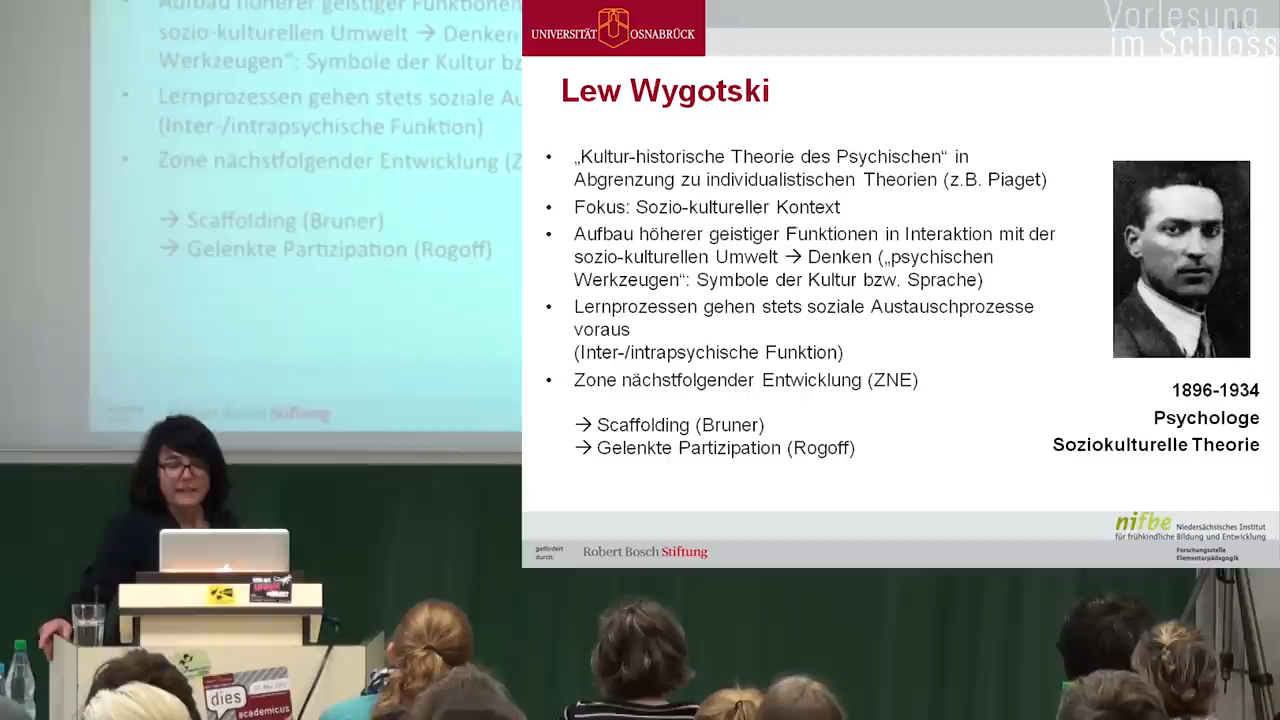 Aufbau höherer geistiger Funktionen
sozio-kulturellen Umwelt → Denken
Werkzeugen“: Symbole der Kultur bz
Lernprozessen gehen stets soziale Au
(Inter-/intrapsychische Funktion)
Zone nächstfolgender Entwicklung (Z
→ Scaffolding (Bruner)
→ Gelenkte Partizipation (Rogoff)
Robert Bosch Stiftung
UNIVERSITÄT OSNABRÜCK
Vorlesung
im Schloss
Lew Wygotski
• „Kultur-historische Theorie des Psychischen“ in
Abgrenzung zu individualistischen Theorien (z.B. Piaget)
• Fokus: Sozio-kultureller Kontext
• Aufbau höherer geistiger Funktionen in Interaktion mit der
sozio-kulturellen Umwelt → Denken („psychischen
Werkzeugen“: Symbole der Kultur bzw. Sprache)
• Lernprozessen gehen stets soziale Austauschprozesse
voraus
(Inter-/intrapsychische Funktion)
• Zone nächstfolgender Entwicklung (ZNE)
→ Scaffolding (Bruner)
→ Gelenkte Partizipation (Rogoff)
1896-1934
Psychologe
Soziokulturelle Theorie
gefördert
durch:
Robert Bosch Stiftung
nifbe Niedersächsisches Institut
für frühkindliche Bildung und Entwicklung
Forschungsstelle
Elementarpädagogik
dies
academicus